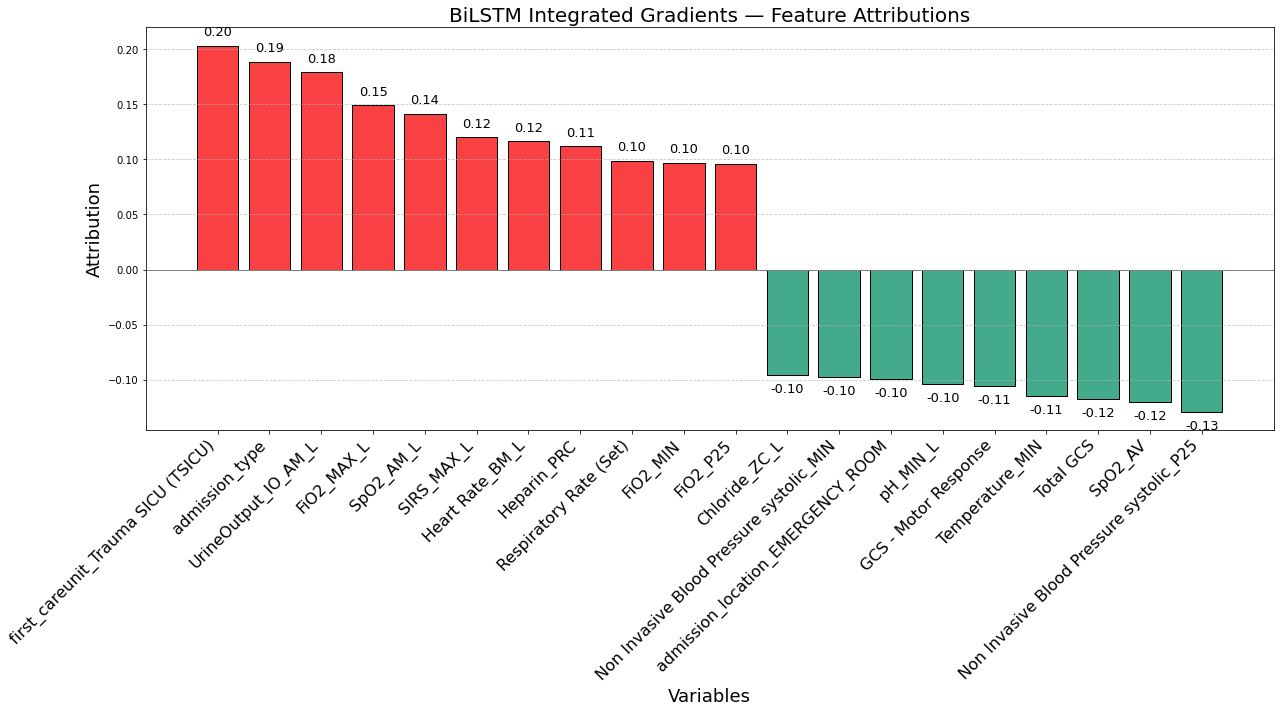 BiLSTM Integrated Gradients — Feature Attributions
Attribution
0.20
0.15
0.10
0.05
0.00
−0.05
−0.10
0.20
0.19
0.18
0.15
0.14
0.12
0.12
0.11
0.10
0.10
0.10
-0.10
-0.10
-0.10
-0.10
-0.11
-0.11
-0.12
-0.12
-0.13
first_careunit_Trauma SICU (TSICU)
admission_type
UrineOutput_IO_AM_L
FiO2_MAX_L
SpO2_AM_L
SIRS_MAX_L
Heart Rate_BM_L
Heparin_PRC
Respiratory Rate (Set)
FiO2_MIN
FiO2_P25
Chloride_ZC_L
Non Invasive Blood Pressure systolic_MIN
admission_location_EMERGENCY_ROOM
pH_MIN_L
GCS - Motor Response
Temperature_MIN
Total GCS
SpO2_AV
Non Invasive Blood Pressure systolic_P25
Variables